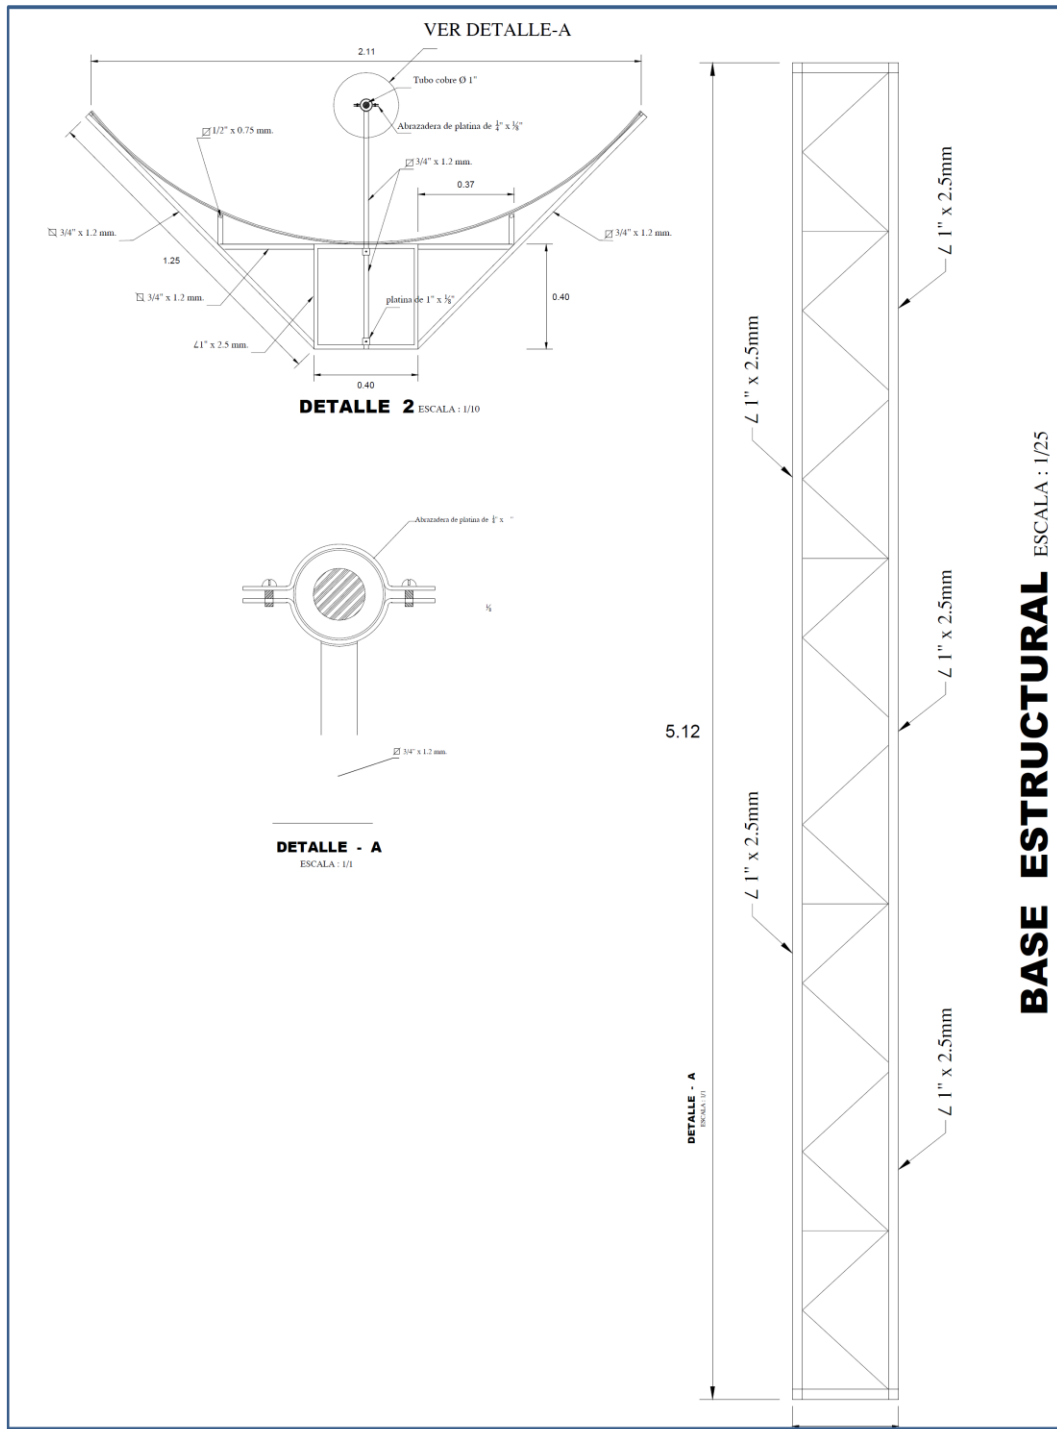 VER DETALLE-A
2.11
Tubo cobre Ø 1"
Abrazadera de platina de ¼" x ⅛"
1/2" x 0.75 mm.
3/4" x 1.2 mm.
0.37
3/4" x 1.2 mm.
3/4" x 1.2 mm.
1.25
3/4" x 1.2 mm.
platina de 1" x ⅛"
0.40
∠1" x 2.5 mm.
0.40
DETALLE 2 ESCALA : 1/10
Abrazadera de platina de ¼" x "
⅛
3/4" x 1.2 mm.
DETALLE - A
ESCALA : 1/1
5.12
DETALLE - A
ESCALA : 1/1
∠ 1" x 2.5mm
∠ 1" x 2.5mm
∠ 1" x 2.5mm
∠ 1" x 2.5mm
∠ 1" x 2.5mm
BASE ESTRUCTURAL ESCALA : 1/25